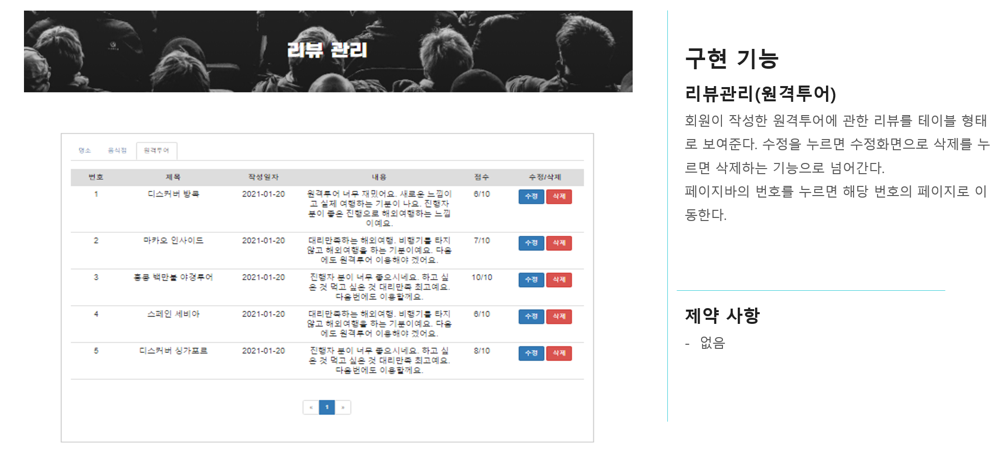 리뷰 관리
명소 음식점 원격투어
번호 제목 작성일자 내용 점수 수정/삭제
1 디스커버 방콕 2021-01-20 원격투어 너무 재밌어요. 새로운 느낌이 6/10 수정 삭제
고 실제 여행하는 기분이 나요. 진행자
분이 좋은 진행으로 해외여행하는 느낌
이예요.
2 마카오 인사이드 2021-01-20 대리만족하는 해외여행. 비행기를 타지 7/10 수정 삭제
않고 해외여행을 하는 기분이예요. 다음
에도 원격투어 이용해야 겠어요.
3 홍콩 백만불 야경투어 2021-01-20 진행자 분이 너무 좋으시네요. 하고 싶 10/10 수정 삭제
은 것 먹고 싶은 것 대리만족 최고예요.
다음번에도 이용할께요.
4 스페인 세비아 2021-01-20 대리만족하는 해외여행. 비행기를 타지 6/10 수정 삭제
않고 해외여행을 하는 기분이예요. 다음
에도 원격투어 이용해야 겠어요.
5 디스커버 싱가포르 2021-01-20 진행자 분이 너무 좋으시네요. 하고 싶 8/10 수정 삭제
은 것 먹고 싶은 것 대리만족 최고예요.
다음번에도 이용할께요.
« 1 »
구현 기능
리뷰관리(원격투어)
회원이 작성한 원격투어에 관한 리뷰를 테이블 형태
로 보여준다. 수정을 누르면 수정화면으로 삭제를 누
르면 삭제하는 기능으로 넘어간다.
페이지바의 번호를 누르면 해당 번호의 페이지로 이
동한다.
제약 사항
- 없음